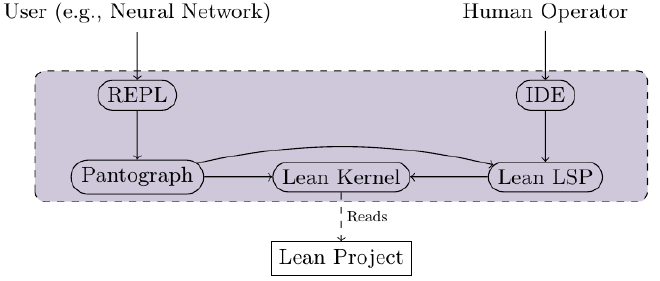 User (e.g., Neural Network)
Human Operator
REPL
IDE
Pantograph
Lean Kernel
Lean LSP
Reads
Lean Project